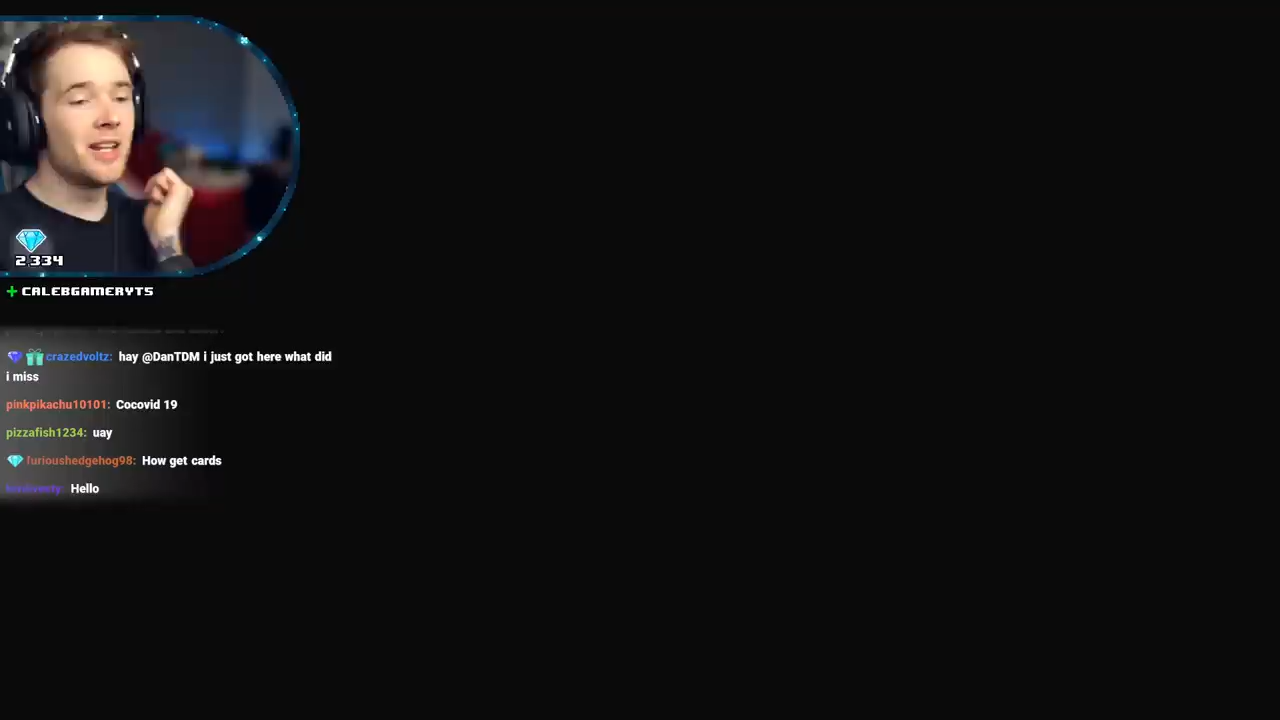 2,334
+ CALEBGAMERYTS
crazedvoltz: hay @DanTDM i just got here what did
i miss
pinkpikachu10101: Cocovid 19
pizzafish1234: uay
furioushedgehog98: How get cards
Hello